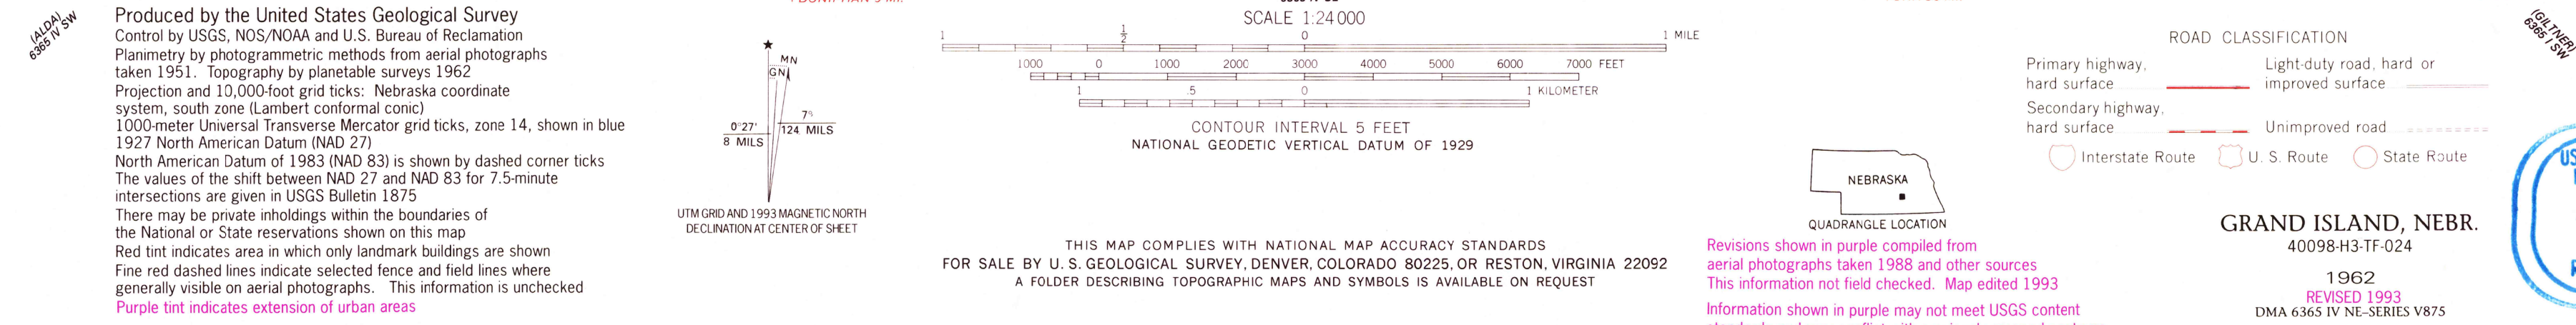 (ALDA)
6365 IV SW
Produced by the United States Geological Survey
Control by USGS, NOS/NOAA and U.S. Bureau of Reclamation
Planimetry by photogrammetric methods from aerial photographs
taken 1951. Topography by planetable surveys 1962
Projection and 10,000-foot grid ticks: Nebraska coordinate
system, south zone (Lambert conformal conic)
1000-meter Universal Transverse Mercator grid ticks, zone 14, shown in blue
1927 North American Datum (NAD 27)
North American Datum of 1983 (NAD 83) is shown by dashed corner ticks
The values of the shift between NAD 27 and NAD 83 for 7.5-minute
intersections are given in USGS Bulletin 1875
There may be private inholdings within the boundaries of
the National or State reservations shown on this map
Red tint indicates area in which only landmark buildings are shown
Fine red dashed lines indicate selected fence and field lines where
generally visible on aerial photographs. This information is unchecked
Purple tint indicates extension of urban areas
MN
GN
0°27'
8 MILS
7°
124 MILS
UTM GRID AND 1993 MAGNETIC NORTH
DECLINATION AT CENTER OF SHEET
SCALE 1:24 000
1 ½ 0 1 MILE
1000 0 1000 2000 3000 4000 5000 6000 7000 FEET
1 .5 0 1 KILOMETER
CONTOUR INTERVAL 5 FEET
NATIONAL GEODETIC VERTICAL DATUM OF 1929
THIS MAP COMPLIES WITH NATIONAL MAP ACCURACY STANDARDS
FOR SALE BY U. S. GEOLOGICAL SURVEY, DENVER, COLORADO 80225, OR RESTON, VIRGINIA 22092
A FOLDER DESCRIBING TOPOGRAPHIC MAPS AND SYMBOLS IS AVAILABLE ON REQUEST
NEBRASKA
QUADRANGLE LOCATION
Revisions shown in purple compiled from
aerial photographs taken 1988 and other sources
This information not field checked. Map edited 1993
Information shown in purple may not meet USGS content
ROAD CLASSIFICATION
Primary highway,
hard surface
Light-duty road, hard or
improved surface
Secondary highway,
hard surface
Unimproved road
Interstate Route
U. S. Route
State Route
(GILTNER)
6365 I SW
GRAND ISLAND, NEBR.
40098-H3-TF-024
1962
REVISED 1993
DMA 6365 IV NE–SERIES V875
US